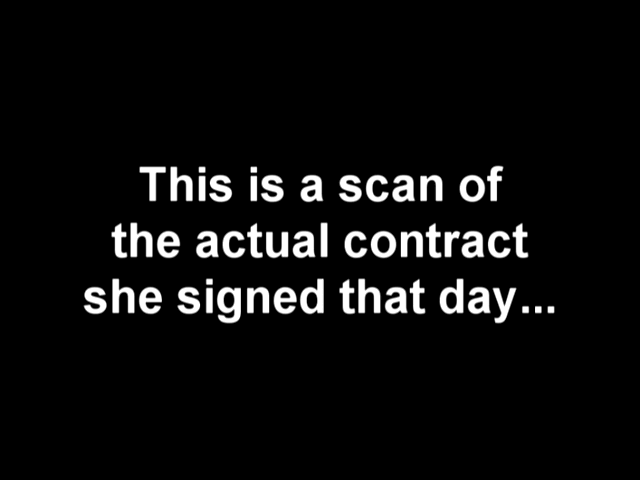 This is a scan of
the actual contract
she signed that day...